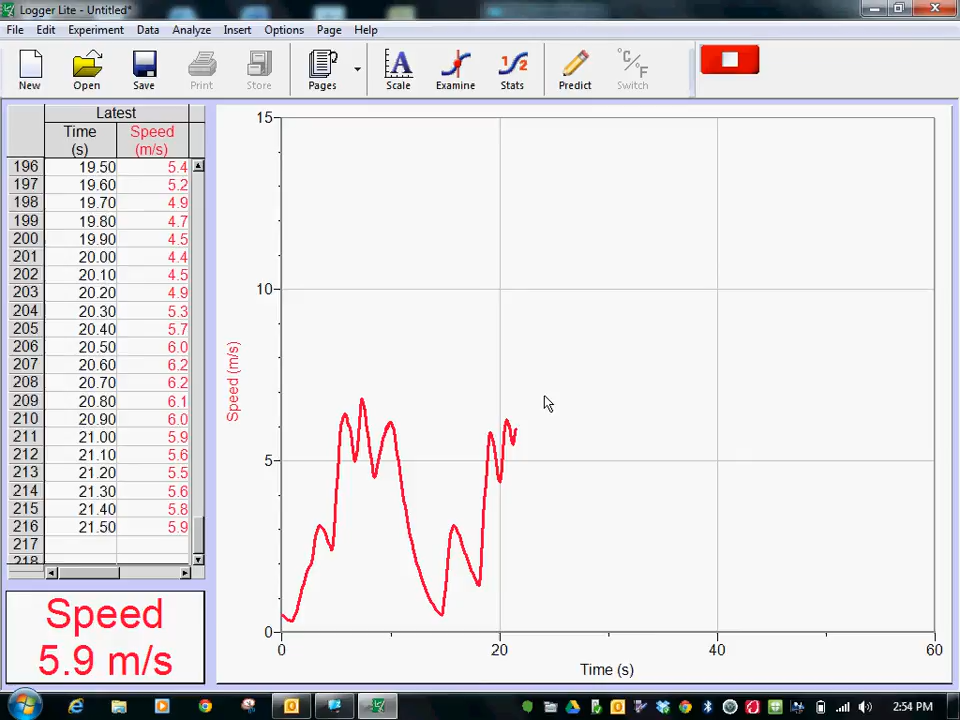 Logger Lite - Untitled*
File Edit Experiment Data Analyze Insert Options Page Help
°C/°F
New Open Save Print Store Pages Scale Examine Stats Predict Switch
Latest
Time Speed
(s) (m/s)
196 19.50 5.4
197 19.60 5.2
198 19.70 4.9
199 19.80 4.7
200 19.90 4.5
201 20.00 4.4
202 20.10 4.5
203 20.20 4.9
204 20.30 5.3
205 20.40 5.7
206 20.50 6.0
207 20.60 6.2
208 20.70 6.2
209 20.80 6.1
210 20.90 6.0
211 21.00 5.9
212 21.10 5.6
213 21.20 5.5
214 21.30 5.6
215 21.40 5.8
216 21.50 5.9
217
218
Speed
5.9 m/s
15
10
5
0
Speed (m/s)
0 20 40 60
Time (s)
2:54 PM